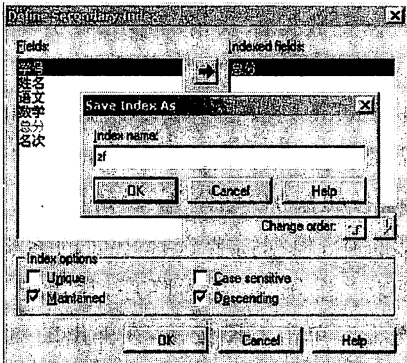 Define Secondary Index
Fields:
Indexed fields:
学号
总分
姓名
语文
数学
总分
名次
Save Index As
Index name:
zf
OK
Cancel
Help
Change order:
Index options
Unique
Case sensitive
Maintained
Descending
OK
Cancel
Help